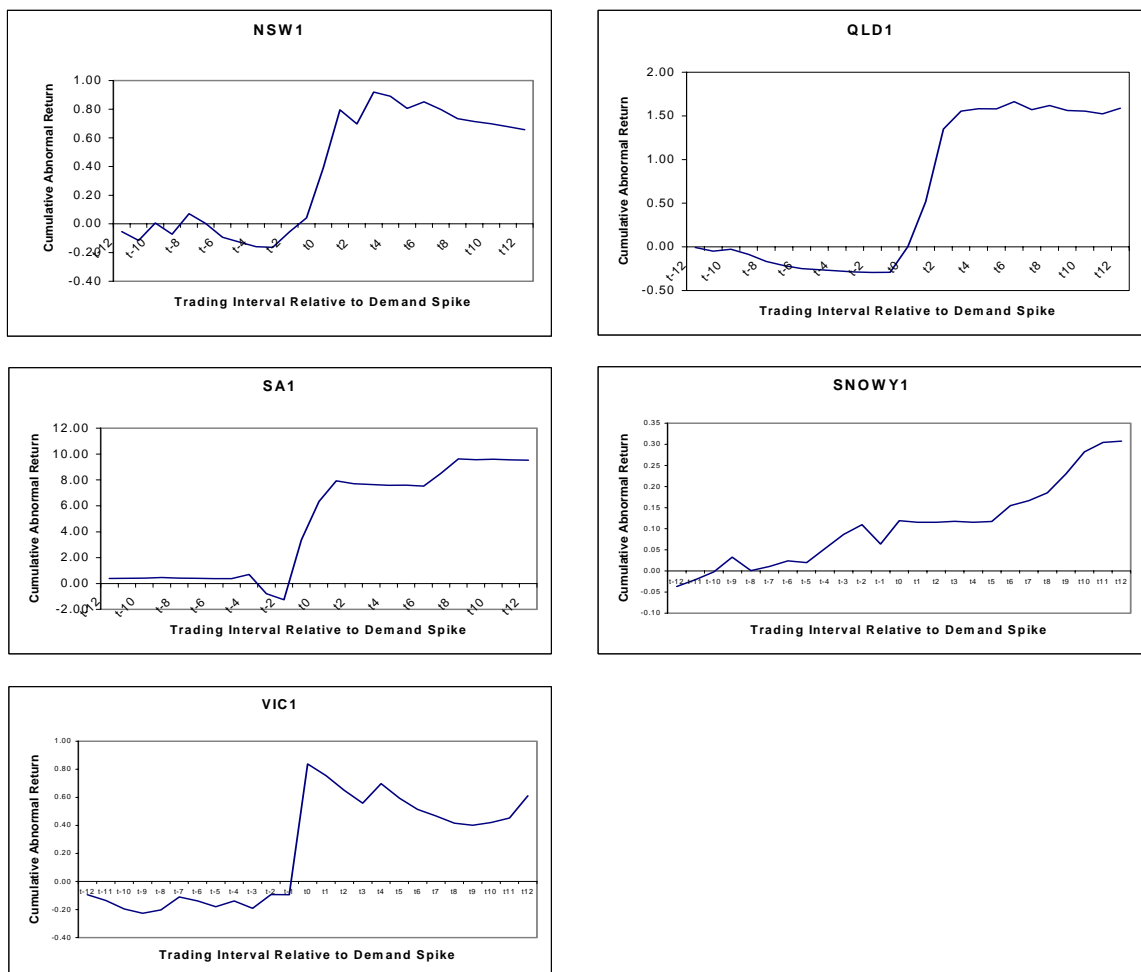 NSW1
Cumulative Abnormal Return
1.00
0.80
0.60
0.40
0.20
0.00
-0.20
-0.40
t-12
t-10
t-8
t-6
t-4
t-2
t0
t2
t4
t6
t8
t10
t12
Trading Interval Relative to Demand Spike
QLD1
Cumulative Abnormal Return
2.00
1.50
1.00
0.50
0.00
-0.50
t-12
t-10
t-8
t-6
t-4
t-2
t0
t2
t4
t6
t8
t10
t12
Trading Interval Relative to Demand Spike
SA1
Cumulative Abnormal Return
12.00
10.00
8.00
6.00
4.00
2.00
0.00
-2.00
t-12
t-10
t-8
t-6
t-4
t-2
t0
t2
t4
t6
t8
t10
t12
Trading Interval Relative to Demand Spike
SNOWY1
Cumulative Abnormal Return
0.35
0.30
0.25
0.20
0.15
0.10
0.05
0.00
-0.05
-0.10
t-12 t-11 t-10 t-9 t-8 t-7 t-6 t-5 t-4 t-3 t-2 t-1 t0 t1 t2 t3 t4 t5 t6 t7 t8 t9 t10 t11 t12
Trading Interval Relative to Demand Spike
VIC1
Cumulative Abnormal Return
1.00
0.80
0.60
0.40
0.20
0.00
-0.20
-0.40
t-12 t-11 t-10 t-9 t-8 t-7 t-6 t-5 t-4 t-3 t-2 t-1 t0 t1 t2 t3 t4 t5 t6 t7 t8 t9 t10 t11 t12
Trading Interval Relative to Demand Spike